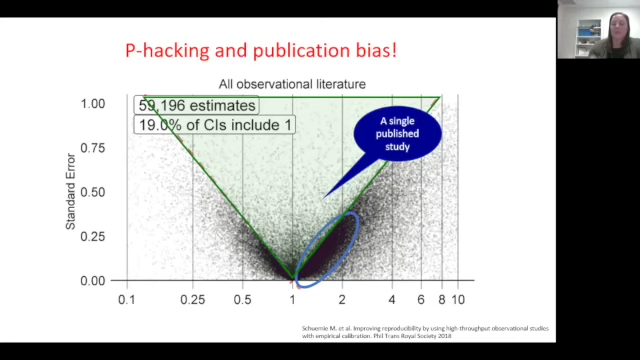 P-hacking and publication bias!
All observational literature
59,196 estimates
19.0% of CIs include 1
A single
published
study
Standard Error
1.00
0.75
0.50
0.25
0.00
0.1 0.25 0.5 1 2 4 6 8 10
Schuemie M. et al. Improving reproducibility by using high-throughput observational studies
with empirical calibration. Phil Trans Royal Society 2018